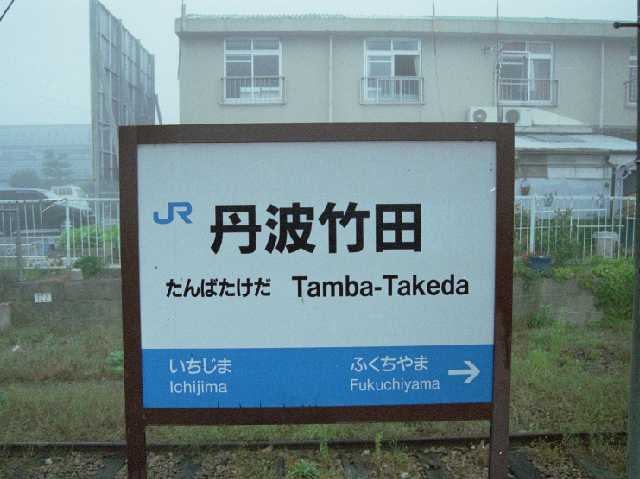 JR 丹波竹田
たんばたけだ Tamba-Takeda
いちじま ふくちやま →
Ichijima Fukuchiyama